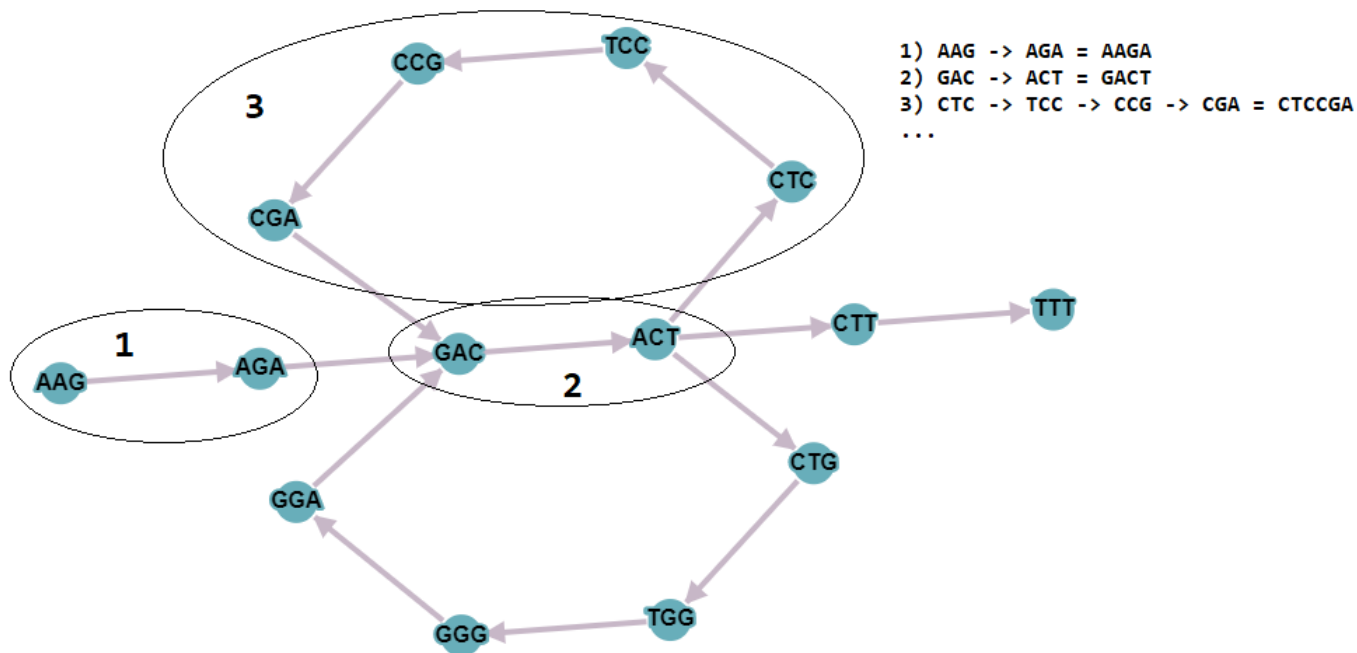 TCC
CCG
1) AAG -> AGA = AAGA
2) GAC -> ACT = GACT
3) CTC -> TCC -> CCG -> CGA = CTCCGA
...
3
CTC
CGA
TTT
CTT
ACT
1
GAC
AGA
AAG
2
CTG
GGA
TGG
GGG